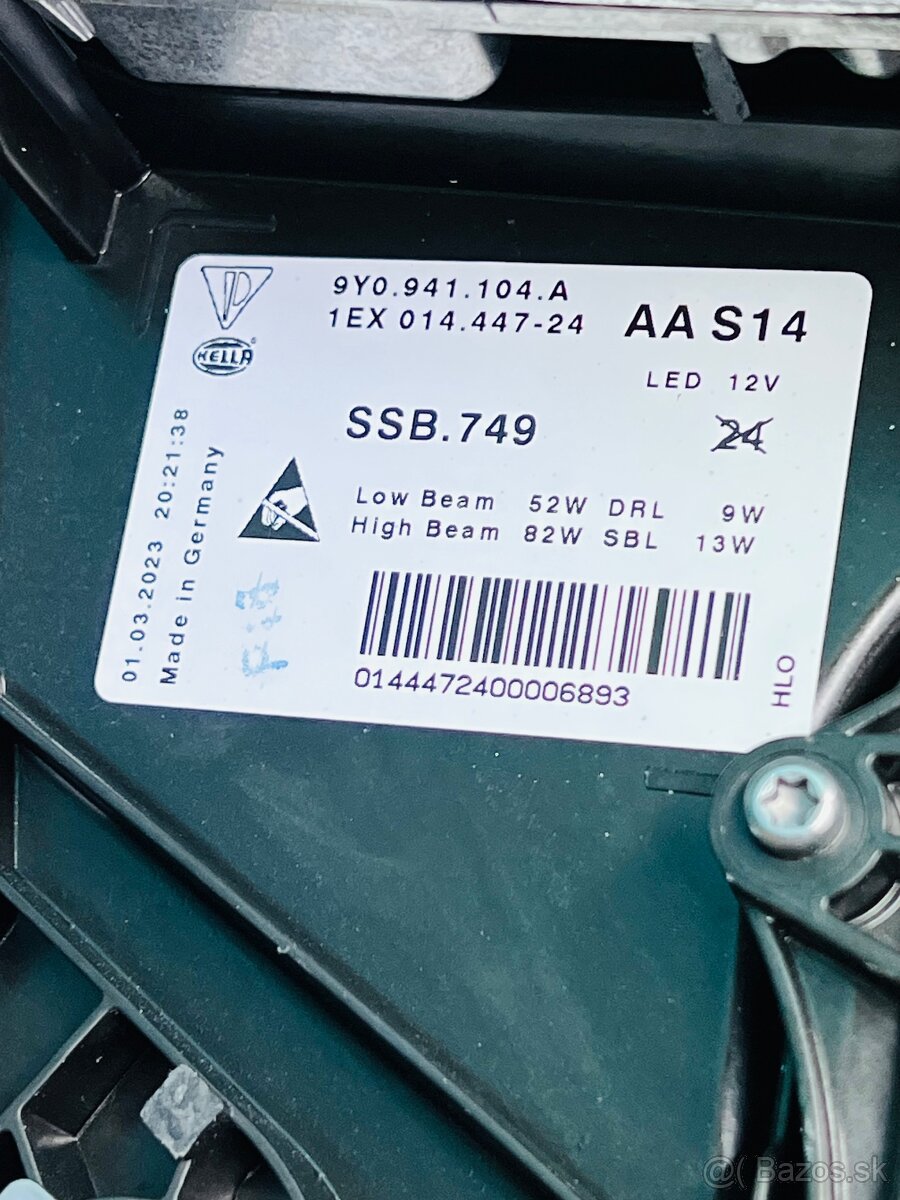 9Y0.941.104.A
1EX 014.447-24
AA S14
HELLA
LED 12V
SSB.749
24
Low Beam 52W DRL 9W
High Beam 82W SBL 13W
01.03.2023 20:21:38
Made in Germany
0144472400006893
HLO
@( Bazos.sk